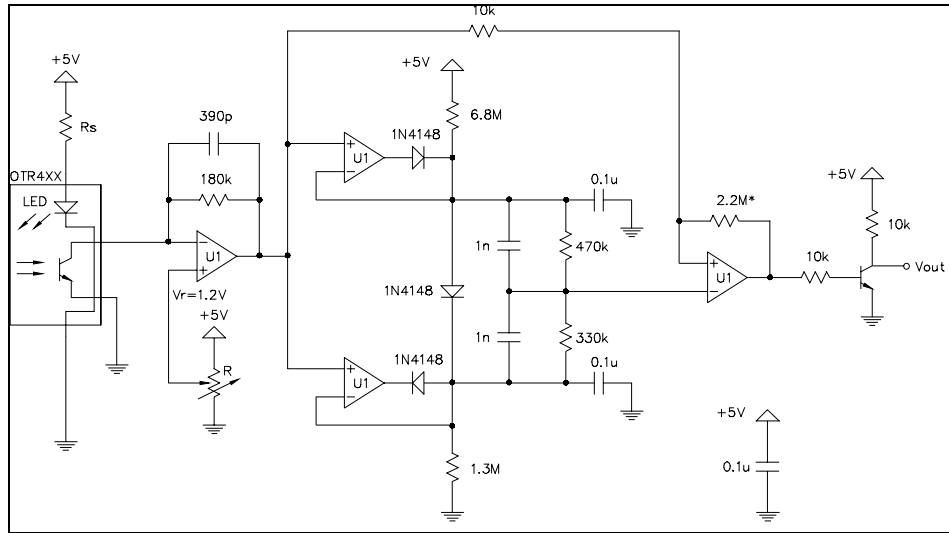 10k
+5V
Rs
OTR4XX
LED
390p
180k
U1
Vr=1.2V
+5V
R
+5V
6.8M
1N4148
U1
0.1u
1n
470k
1N4148
1n
330k
1N4148
U1
0.1u
1.3M
2.2M*
U1
10k
+5V
10k
Vout
+5V
0.1u